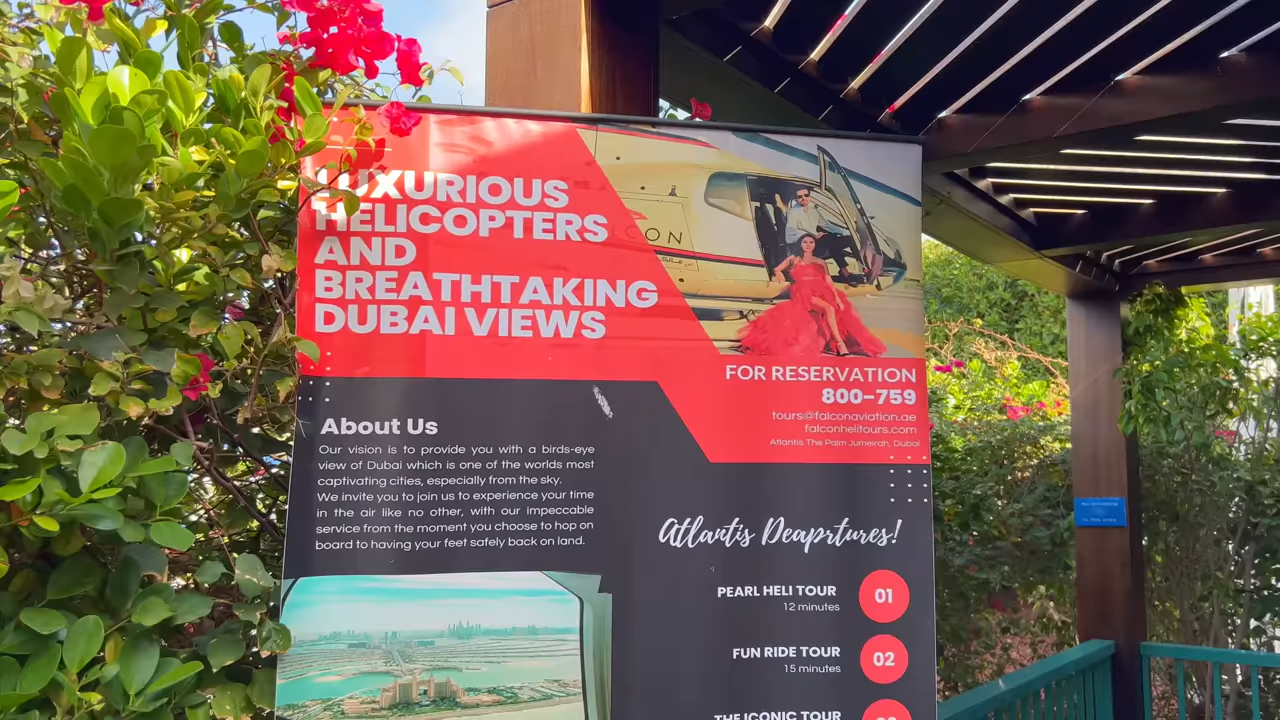 LUXURIOUS
HELICOPTERS
AND
BREATHTAKING
DUBAI VIEWS
CON
FOR RESERVATION
800-759
tours@falconaviation.ae
falconhelitours.com
Atlantis The Palm Jumeirah, Dubai
About Us
Our vision is to provide you with a birds-eye
view of Dubai which is one of the worlds most
captivating cities, especially from the sky.
We invite you to join us to experience your time
in the air like no other, with our impeccable
service from the moment you choose to hop on
board to having your feet safely back on land.
Atlantis Deaprtures!
PEARL HELI TOUR
12 minutes
01
FUN RIDE TOUR
15 minutes
02
THE ICONIC TOUR